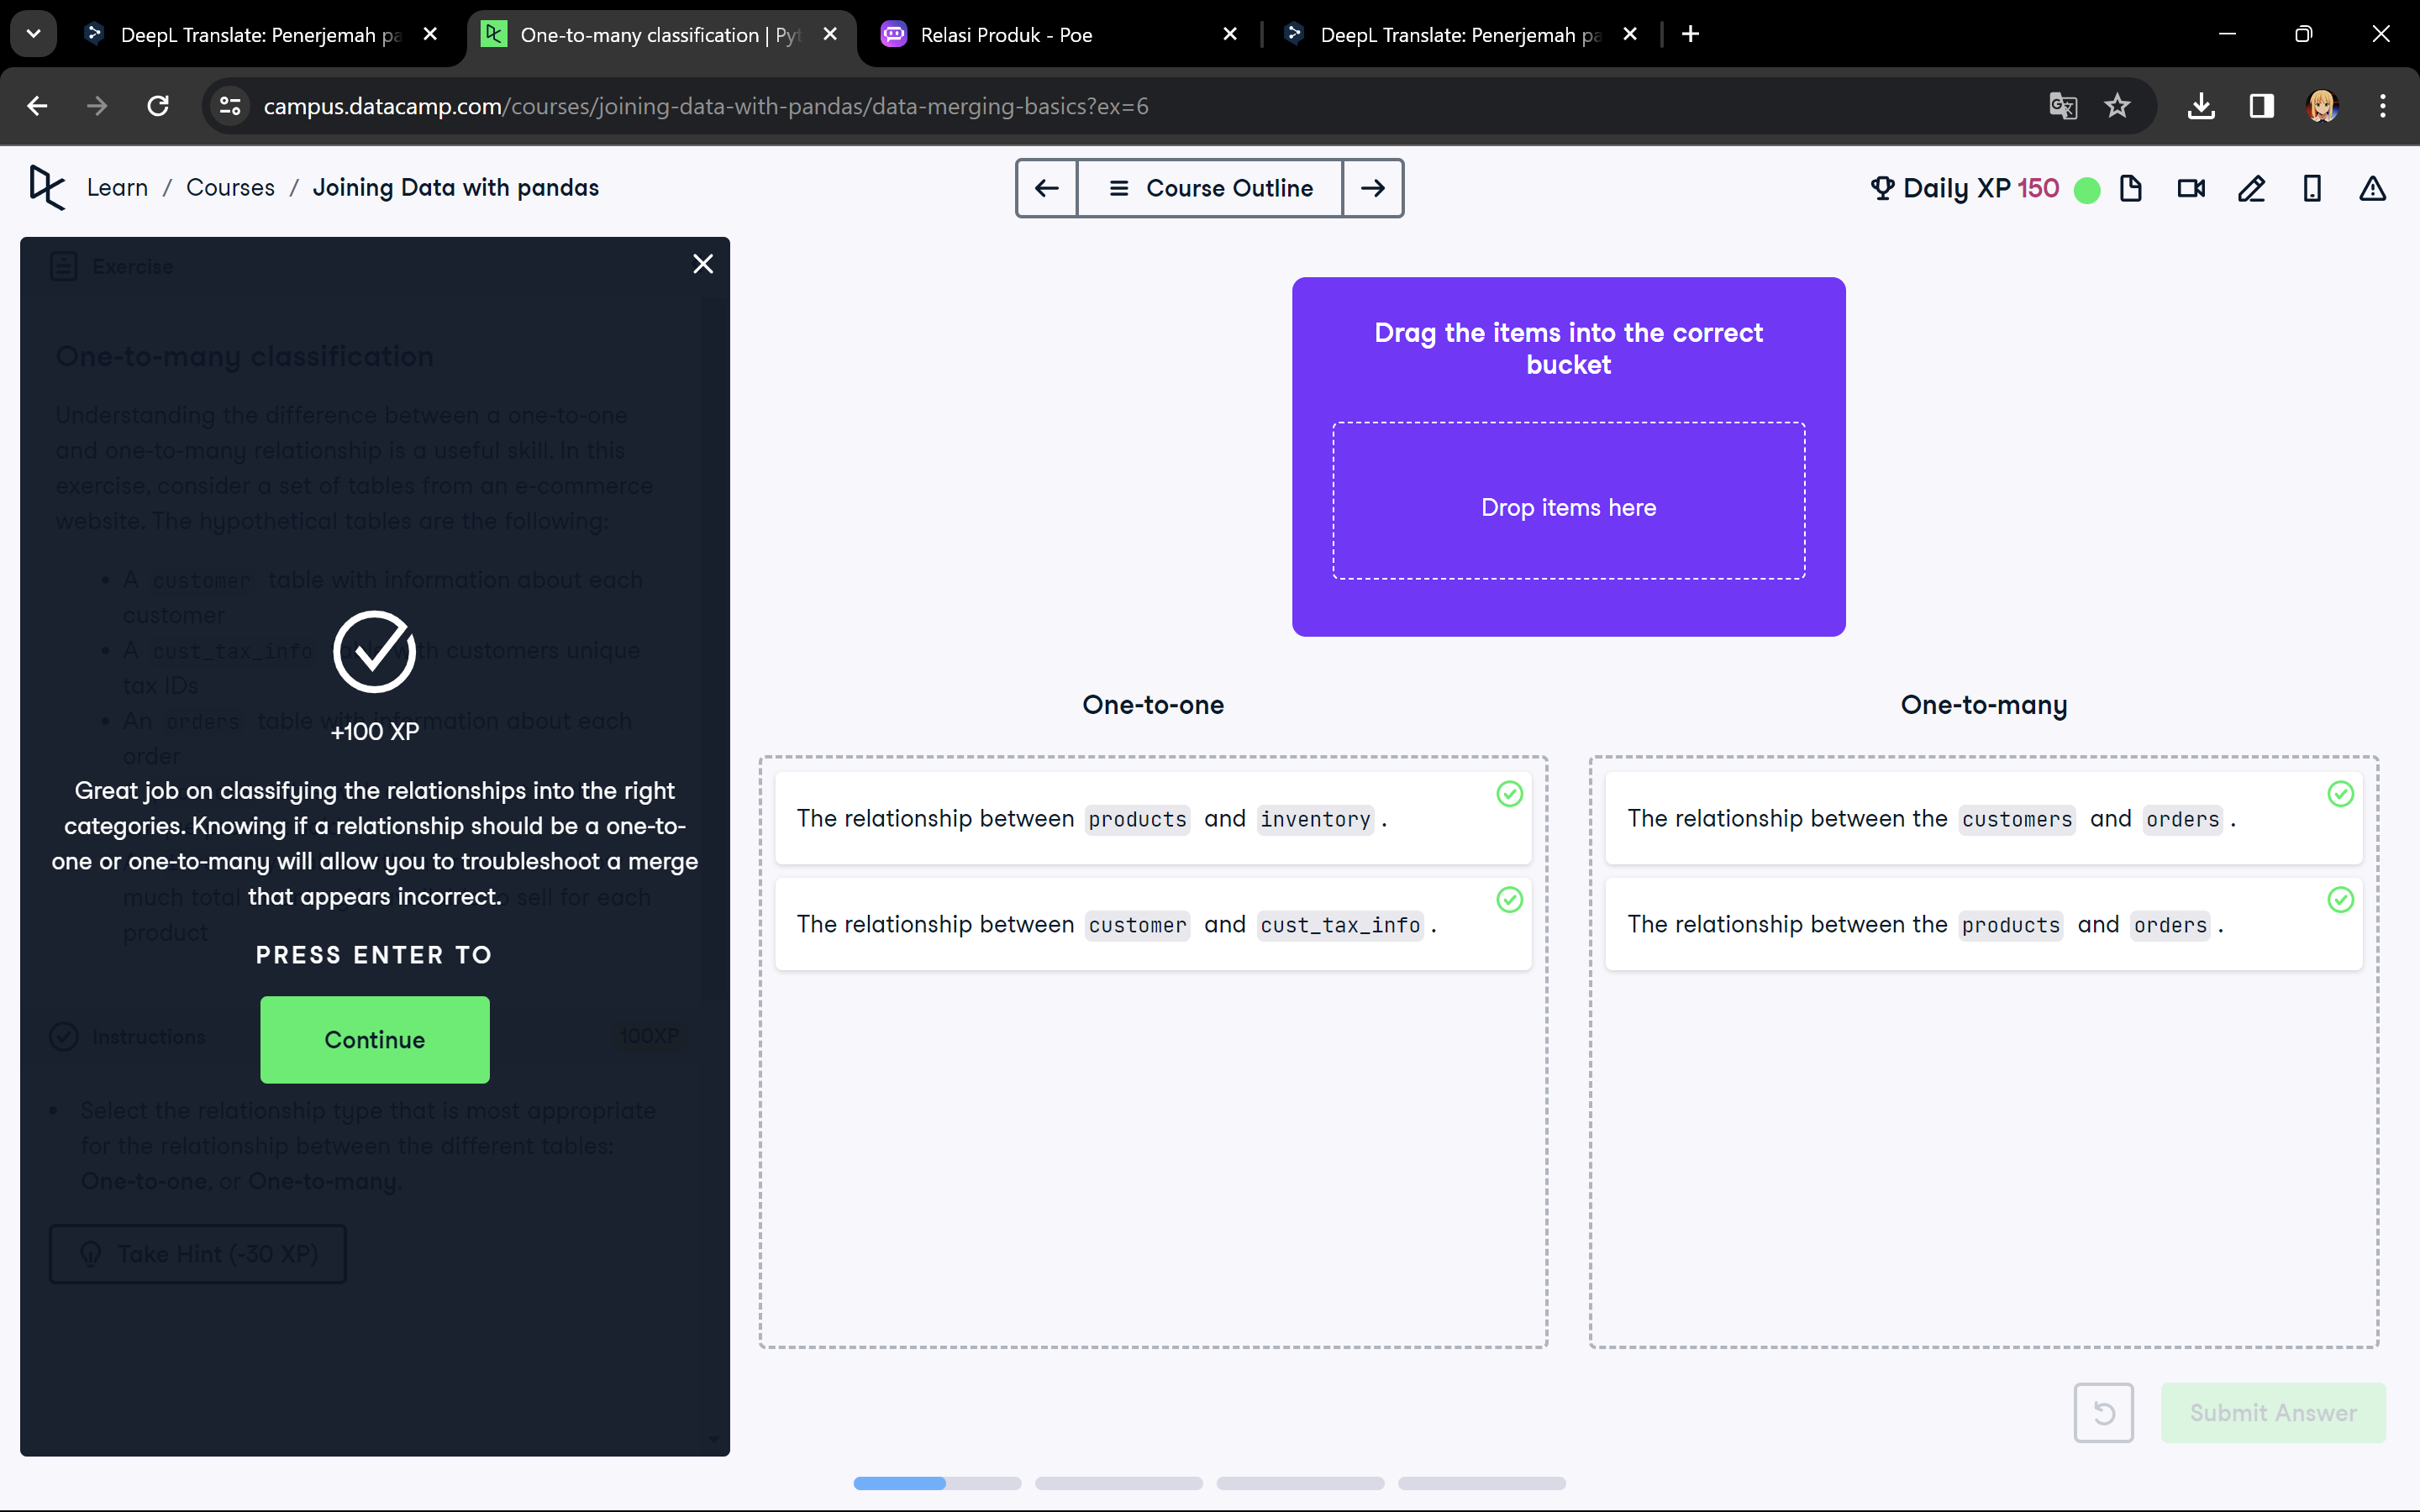 DeepL Translate: Penerjemah pa
One-to-many classification | Pyt
Relasi Produk - Poe
DeepL Translate: Penerjemah pa
campus.datacamp.com/courses/joining-data-with-pandas/data-merging-basics?ex=6
Learn / Courses / Joining Data with pandas
Course Outline
Daily XP 150
Exercise
One-to-many classification
Understanding the difference between a one-to-one
and one-to-many relationship is a useful skill. In this
exercise, consider a set of tables from an e-commerce
website. The hypothetical tables are the following:
• A customer table with information about each
customer
• A cust_tax_info table with customers unique
tax IDs
• An orders table with information about each
order
+100 XP
Great job on classifying the relationships into the right
categories. Knowing if a relationship should be a one-to-
one or one-to-many will allow you to troubleshoot a merge
that appears incorrect.
much total sell for each
product
PRESS ENTER TO
Continue
Instructions
100XP
• Select the relationship type that is most appropriate
for the relationship between the different tables:
One-to-one, or One-to-many.
Take Hint (-30 XP)
Drag the items into the correct
bucket
Drop items here
One-to-one
The relationship between products and inventory .
The relationship between customer and cust_tax_info .
One-to-many
The relationship between the customers and orders .
The relationship between the products and orders .
Submit Answer